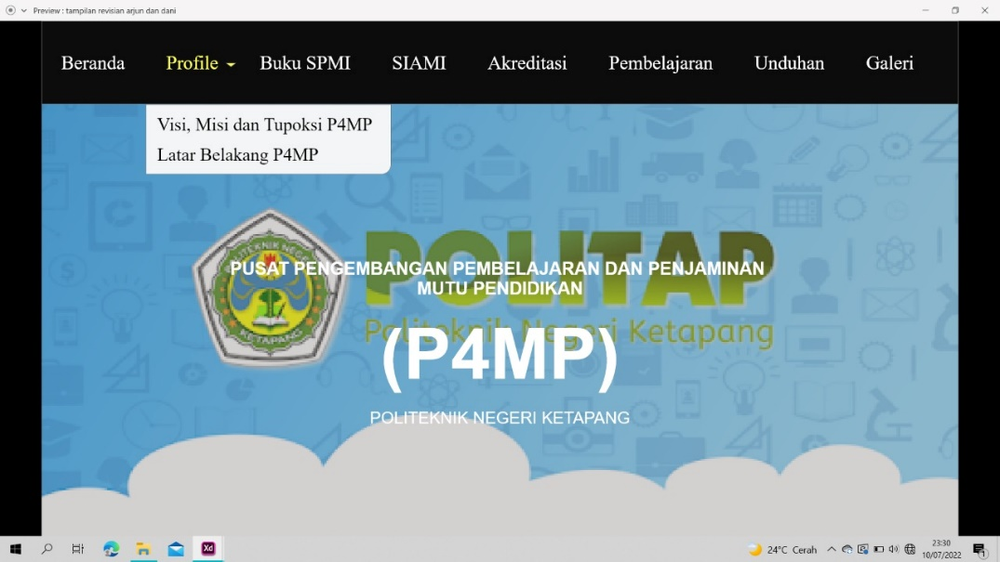 Preview : tampilan revisian arjun dan dani
Beranda Profile Buku SPMI SIAMI Akreditasi Pembelajaran Unduhan Galeri
Visi, Misi dan Tupoksi P4MP
Latar Belakang P4MP
POLITEKNIK NEGERI
KETAPANG
POLITAP
Politeknik Negeri Ketapang
PUSAT PENGEMBANGAN PEMBELAJARAN DAN PENJAMINAN
MUTU PENDIDIKAN
(P4MP)
POLITEKNIK NEGERI KETAPANG
Xd
24°C Cerah
23:30
10/07/2022
1